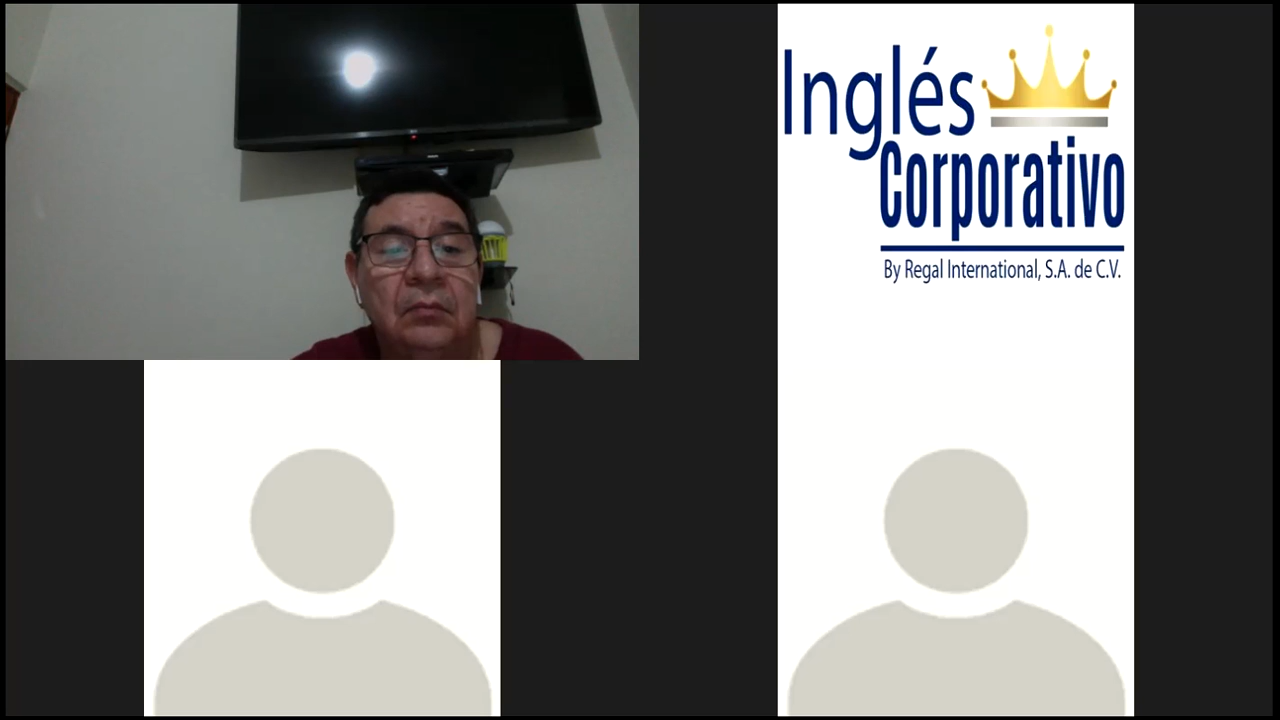 Inglés
Corporativo
By Regal International, S.A. de C.V.